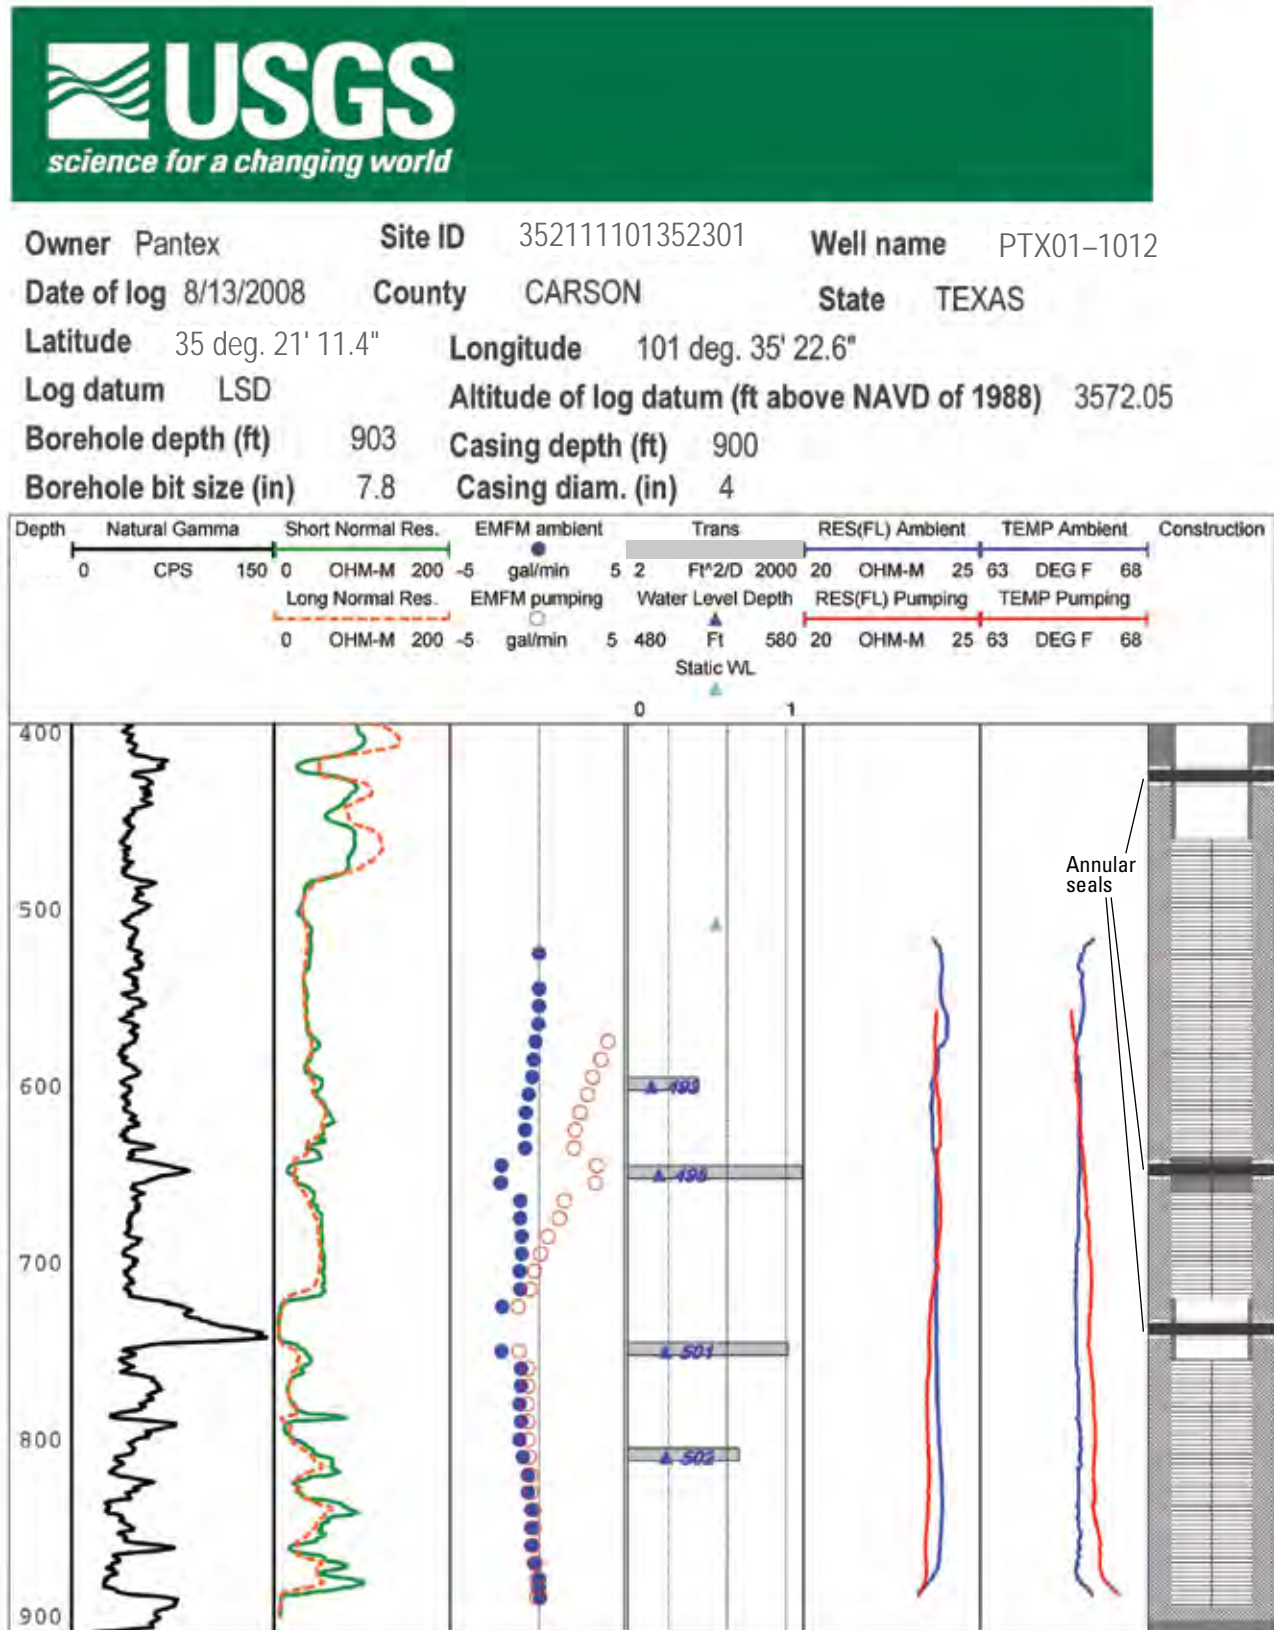 USGS
science for a changing world
Owner Pantex Site ID 352111101352301 Well name PTX01–1012
Date of log 8/13/2008 County CARSON State TEXAS
Latitude 35 deg. 21' 11.4" Longitude 101 deg. 35' 22.6"
Log datum LSD Altitude of log datum (ft above NAVD of 1988) 3572.05
Borehole depth (ft) 903 Casing depth (ft) 900
Borehole bit size (in) 7.8 Casing diam. (in) 4
Depth Natural Gamma Short Normal Res. EMFM ambient Trans RES(FL) Ambient TEMP Ambient Construction
0 CPS 150 0 OHM-M 200 -5 gal/min 5 2 Ft^2/D 2000 20 OHM-M 25 63 DEG F 68
Long Normal Res. EMFM pumping Water Level Depth RES(FL) Pumping TEMP Pumping
0 OHM-M 200 -5 gal/min 5 480 Ft 580 20 OHM-M 25 63 DEG F 68
Static WL
0 1
400
Annular
seals
500
600
493
495
700
501
800
502
900